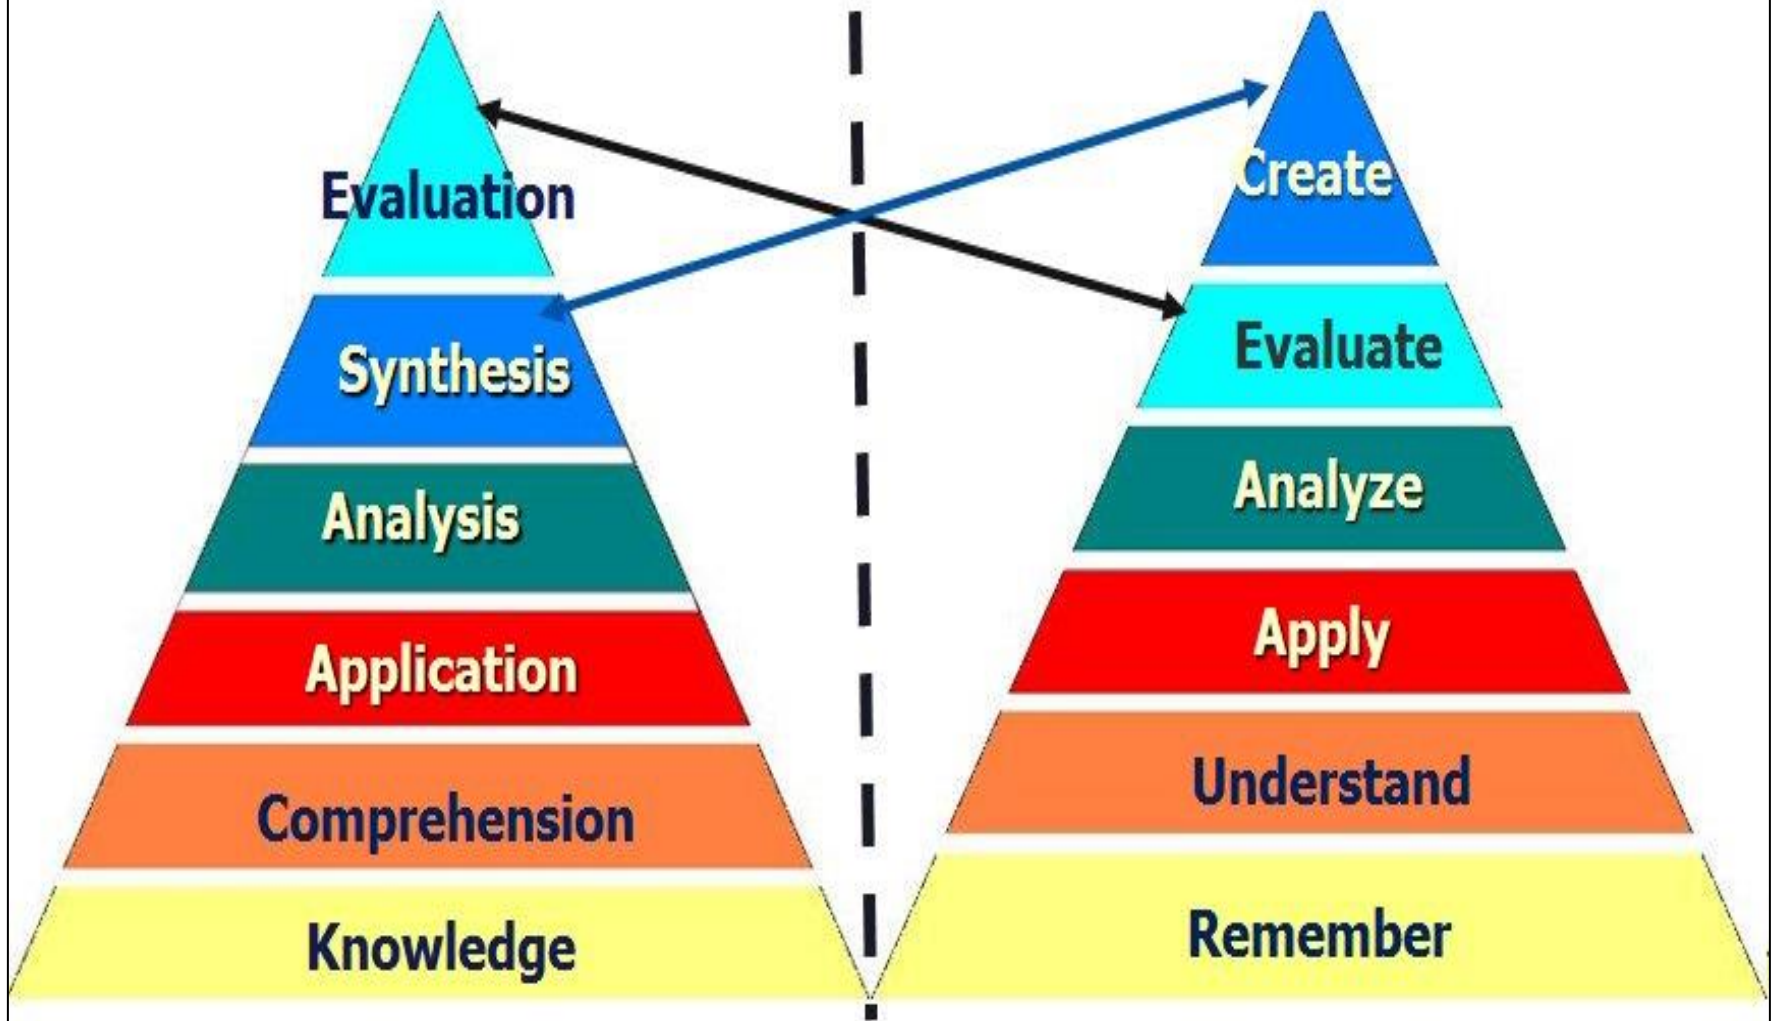 Evaluation
Synthesis
Analysis
Application
Comprehension
Knowledge
Create
Evaluate
Analyze
Apply
Understand
Remember